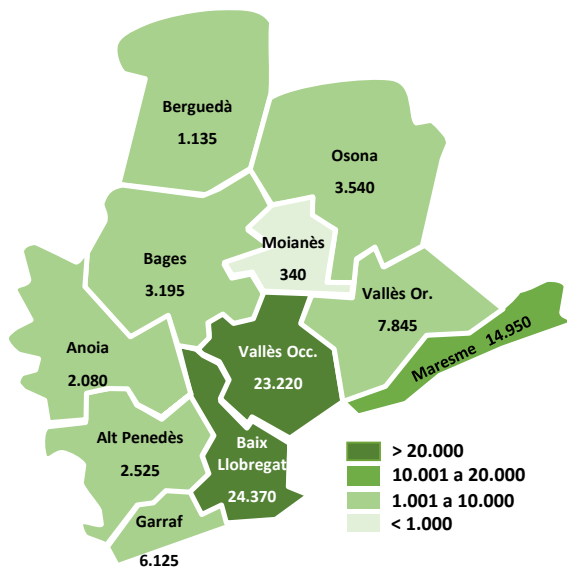 Berguedà
1.135
Osona
3.540
Moianès
340
Bages
3.195
Vallès Or.
7.845
Maresme 14.950
Anoia
2.080
Vallès Occ.
23.220
Alt Penedès
2.525
Baix
Llobregat
24.370
Garraf
6.125
> 20.000
10.001 a 20.000
1.001 a 10.000
< 1.000